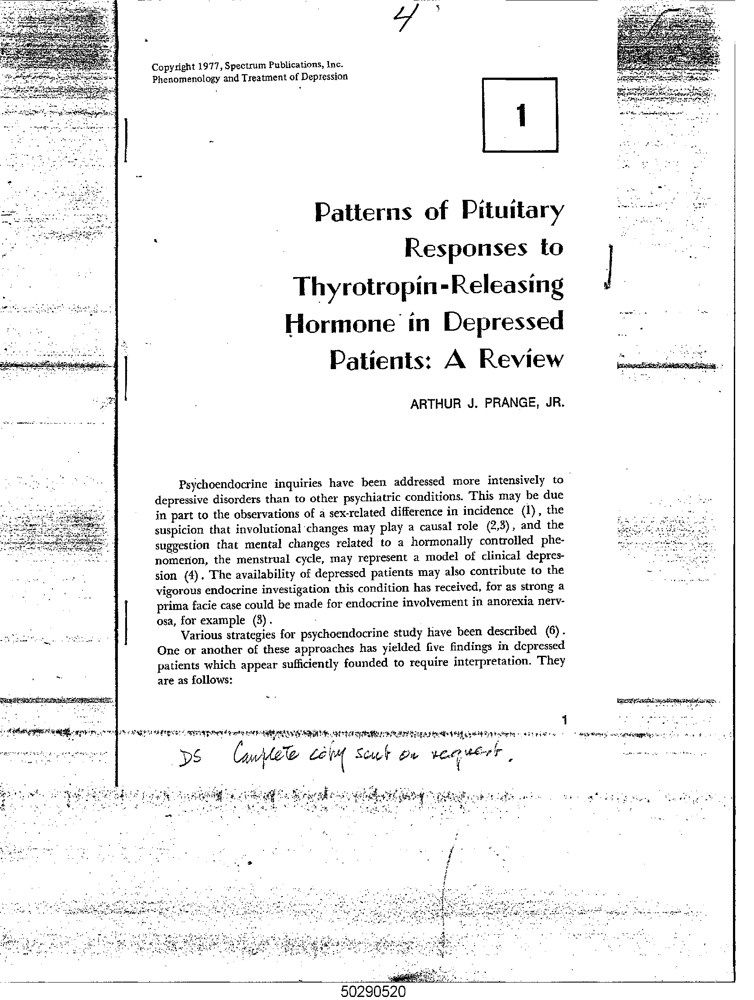 4
Copyright 1977, Spectrum Publications, Inc.
Phenomenology and Treatment of Depression
1
Patterns of Pituitary
Responses to
Thyrotropin-Releasing
Hormone in Depressed
Patients: A Review
ARTHUR J. PRANGE, JR.
Psychoendocrine inquiries have been addressed more intensively to
depressive disorders than to other psychiatric conditions. This may be due
in part to the observations of a sex-related difference in incidence (1), the
suspicion that involutional changes may play a causal role (2,3), and the
suggestion that mental changes related to a hormonally controlled phe-
nomenon, the menstrual cycle, may represent a model of clinical depres-
sion (4). The availability of depressed patients may also contribute to the
vigorous endocrine investigation this condition has received, for as strong a
prima facie case could be made for endocrine involvement in anorexia nerv-
osa, for example (3).
Various strategies for psychoendocrine study have been described (6).
One or another of these approaches has yielded five findings in depressed
patients which appear sufficiently founded to require interpretation. They
are as follows:
1
DS Complete copy sent on request.
50290520